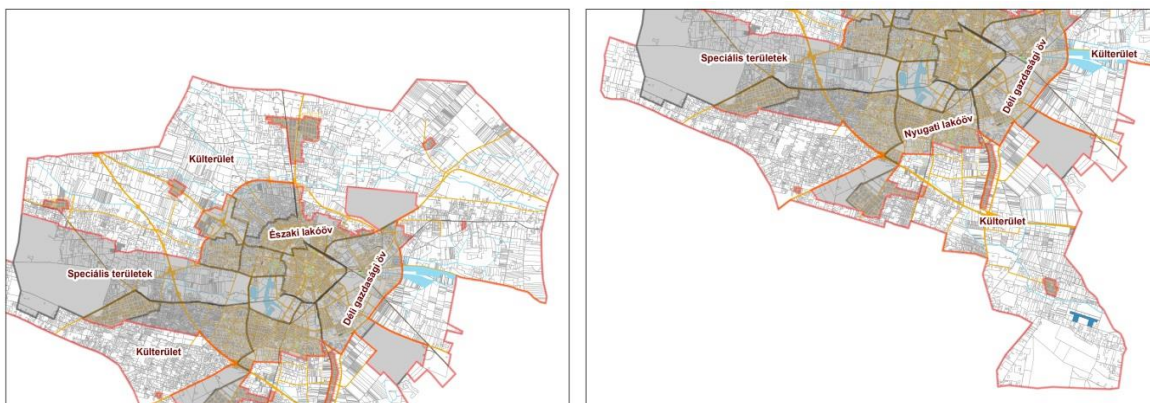 Külterület
Északi lakóöv
Speciális területek
Déli gazdasági öv
Külterület
Speciális területek
Külterület
Déli gazdasági öv
Nyugati lakóöv
Külterület